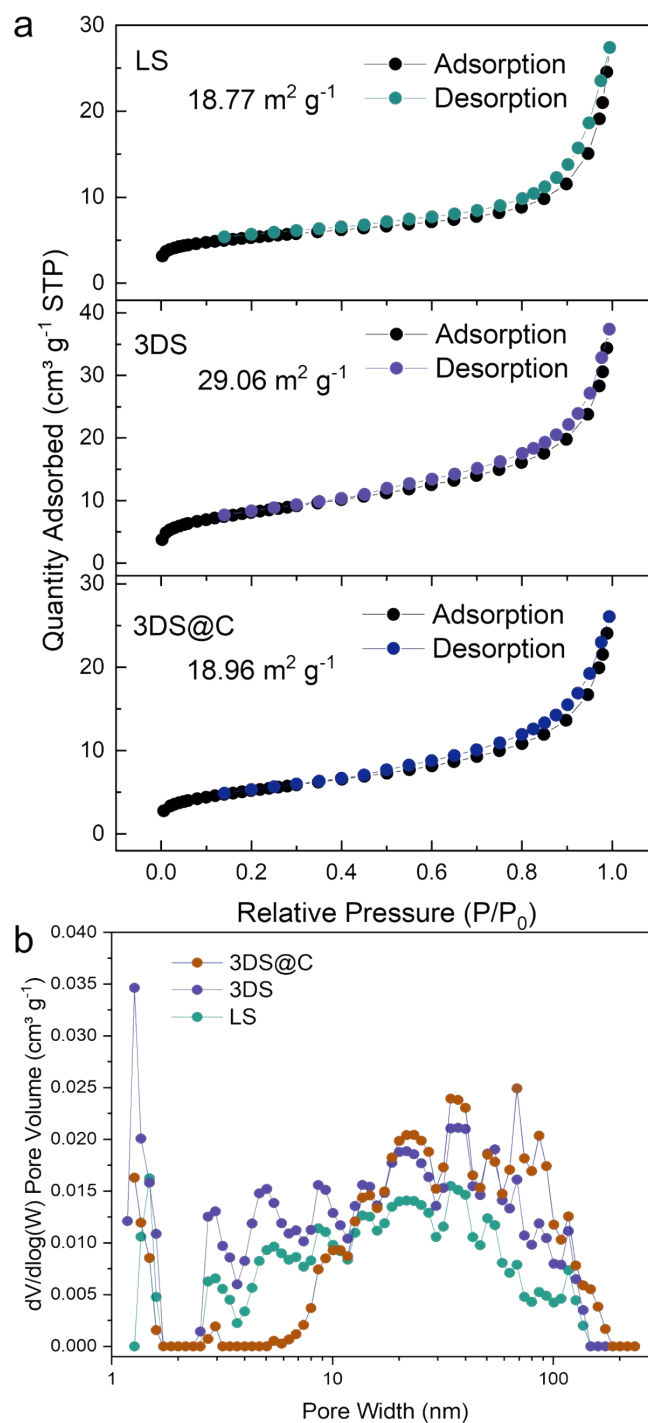 a
30
LS
Adsorption
18.77 m² g⁻¹
Desorption
20
10
0
40
3DS
Adsorption
29.06 m² g⁻¹
Desorption
30
20
10
0
30
3DS@C
Adsorption
18.96 m² g⁻¹
Desorption
20
10
0
Quantity Adsorbed (cm³ g⁻¹ STP)
0.0 0.2 0.4 0.6 0.8 1.0
Relative Pressure (P/P₀)
b
0.040
0.035
0.030
0.025
0.020
0.015
0.010
0.005
0.000
3DS@C
3DS
LS
dV/dlog(W) Pore Volume (cm³ g⁻¹)
1 10 100
Pore Width (nm)